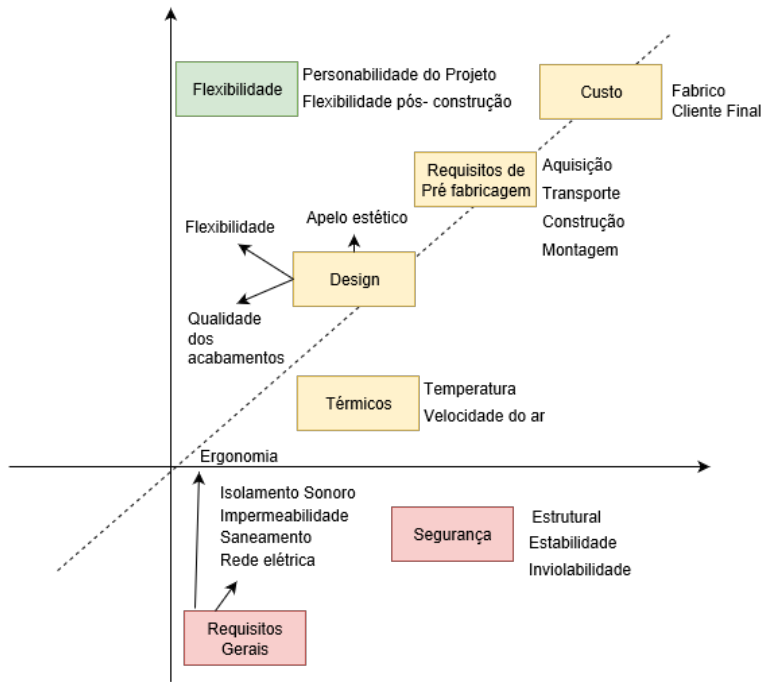 Flexibilidade
Personabilidade do Projeto
Flexibilidade pós- construção
Custo
Fabrico
Cliente Final
Requisitos de
Pré fabricagem
Aquisição
Transporte
Construção
Montagem
Apelo estético
Flexibilidade
Design
Qualidade
dos
acabamentos
Térmicos
Temperatura
Velocidade do ar
Ergonomia
Isolamento Sonoro
Impermeabilidade
Saneamento
Rede elétrica
Segurança
Estrutural
Estabilidade
Inviolabilidade
Requisitos
Gerais